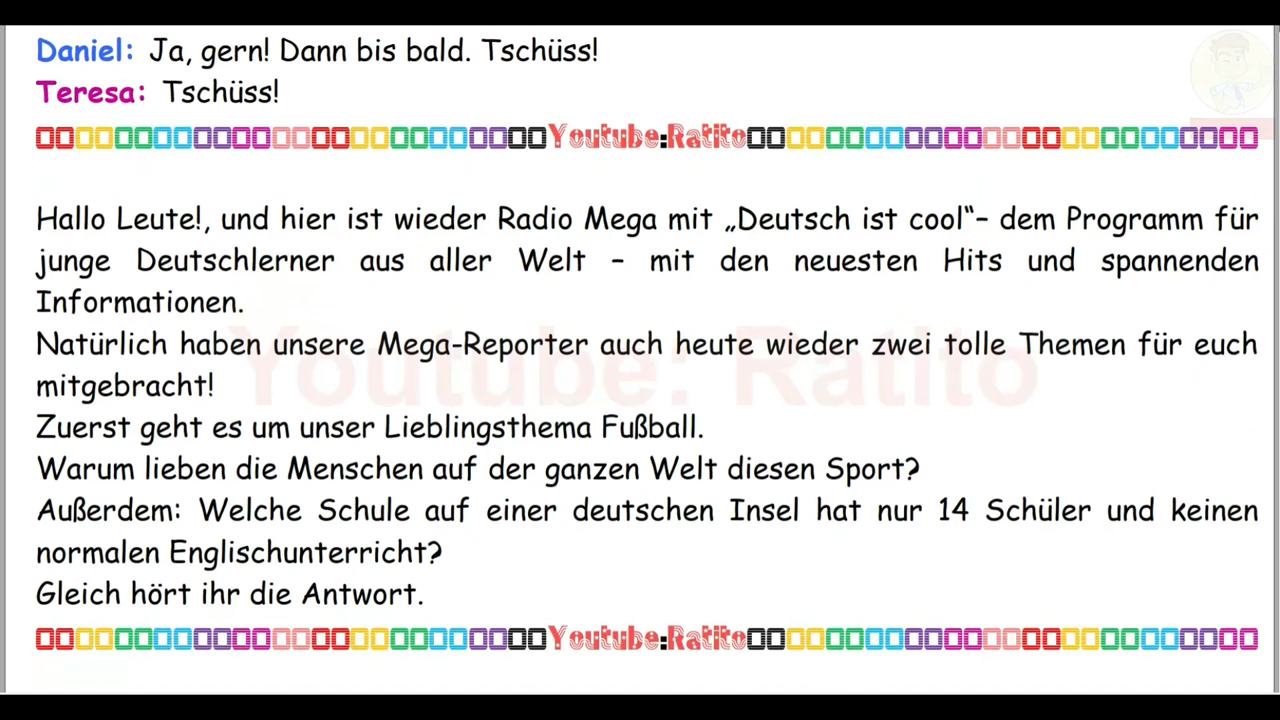 Daniel: Ja, gern! Dann bis bald. Tschüss!
Teresa: Tschüss!
Youtube:Ratito
Hallo Leute!, und hier ist wieder Radio Mega mit „Deutsch ist cool“– dem Programm für
junge Deutschlerner aus aller Welt – mit den neuesten Hits und spannenden
Informationen.
Natürlich haben unsere Mega-Reporter auch heute wieder zwei tolle Themen für euch
mitgebracht!
Youtube: Ratito
Zuerst geht es um unser Lieblingsthema Fußball.
Warum lieben die Menschen auf der ganzen Welt diesen Sport?
Außerdem: Welche Schule auf einer deutschen Insel hat nur 14 Schüler und keinen
normalen Englischunterricht?
Gleich hört ihr die Antwort.
Youtube:Ratito